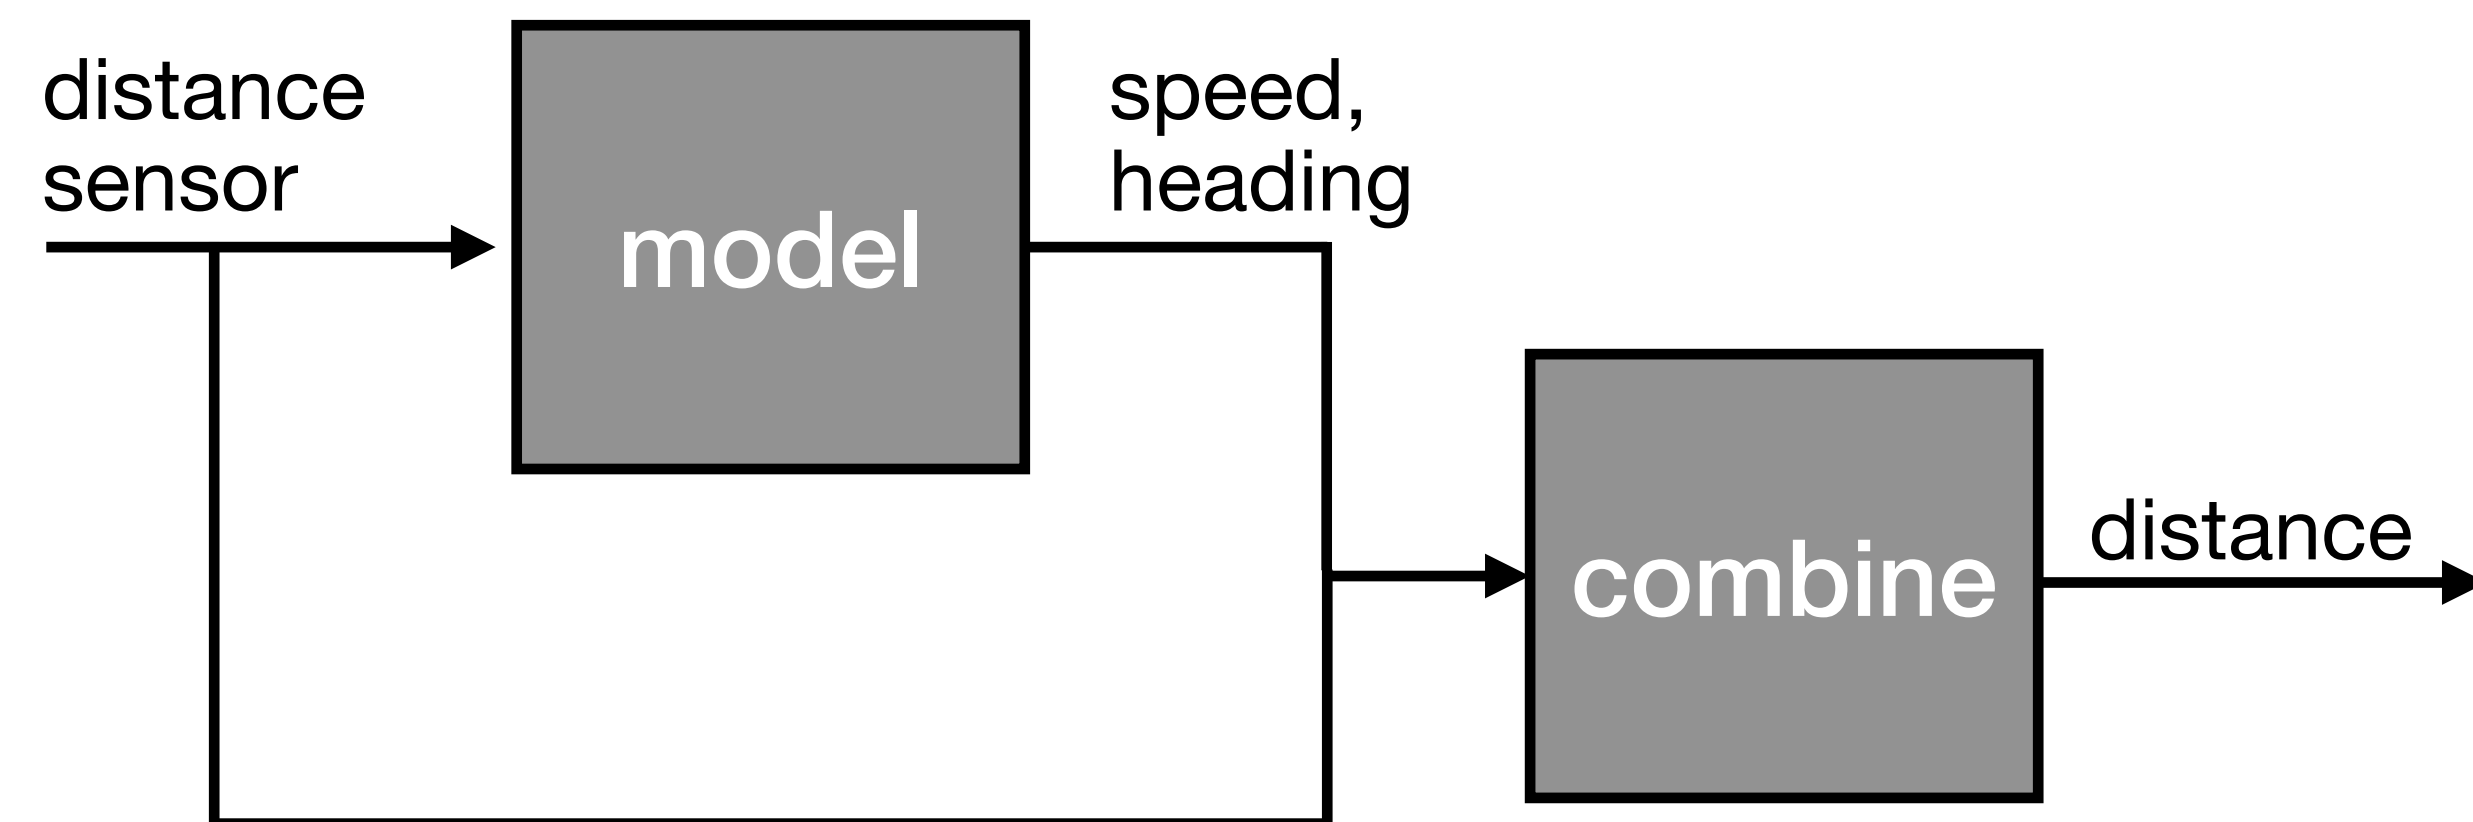 distance
sensor
model
speed,
heading
combine
distance